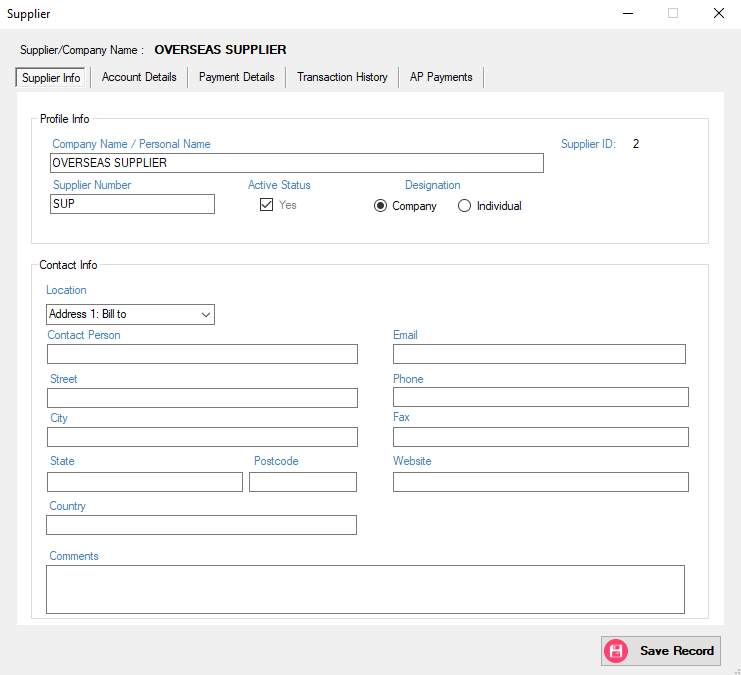 Supplier
Supplier/Company Name : OVERSEAS SUPPLIER
Supplier Info Account Details Payment Details Transaction History AP Payments
Profile Info
Company Name / Personal Name Supplier ID: 2
OVERSEAS SUPPLIER
Supplier Number Active Status Designation
SUP Yes Company Individual
Contact Info
Location
Address 1: Bill to
Contact Person Email
Street Phone
City Fax
State Postcode Website
Country
Comments
Save Record